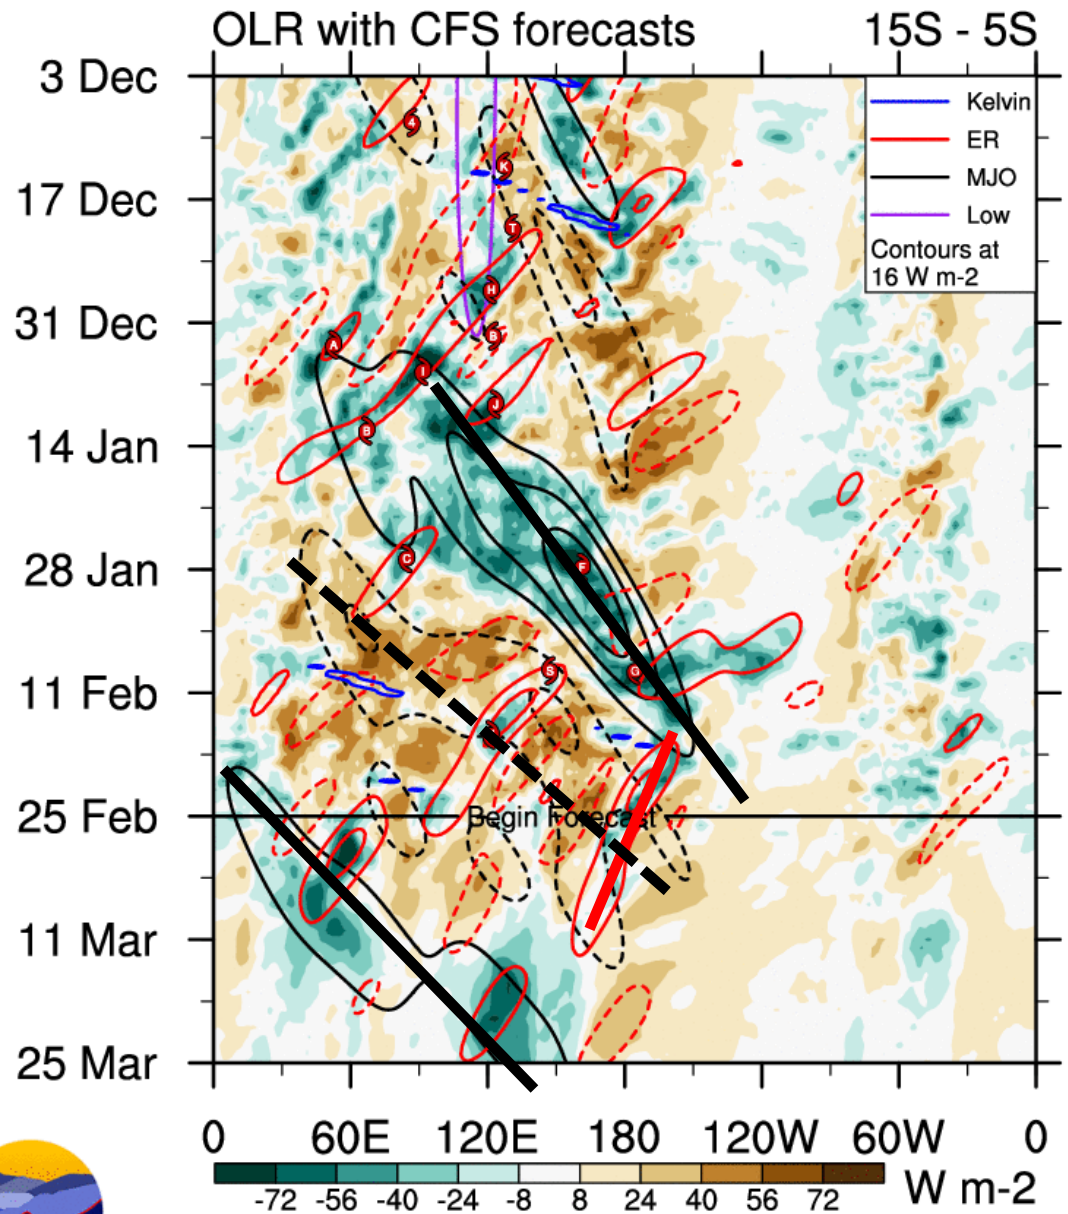 OLR with CFS forecasts 15S - 5S
3 Dec
17 Dec
31 Dec
14 Jan
28 Jan
11 Feb
25 Feb
11 Mar
25 Mar
Kelvin
ER
MJO
Low
Contours at
16 W m-2
4
K
T
H
B
A
I
J
B
C
F
S
G
Begin Forecast
0 60E 120E 180 120W 60W 0
-72 -56 -40 -24 -8 8 24 40 56 72 W m-2